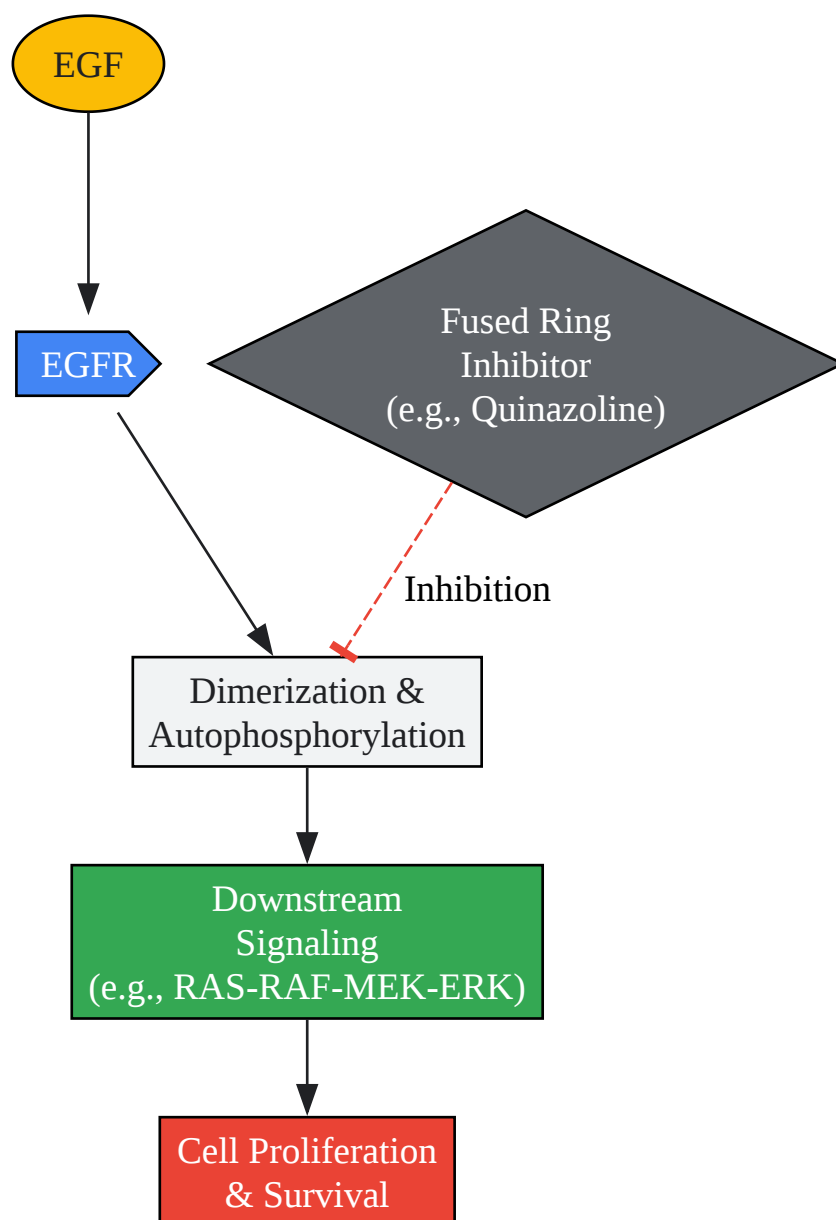 EGF
EGFR
Fused Ring
Inhibitor
(e.g., Quinazoline)
Inhibition
Dimerization &
Autophosphorylation
Downstream
Signaling
(e.g., RAS-RAF-MEK-ERK)
Cell Proliferation
& Survival